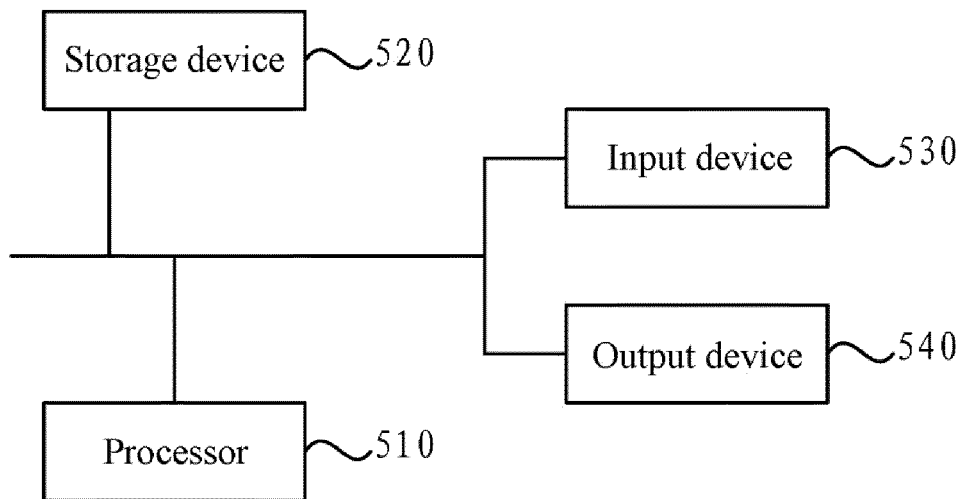 Storage device 520
Input device 530
Output device 540
Processor 510